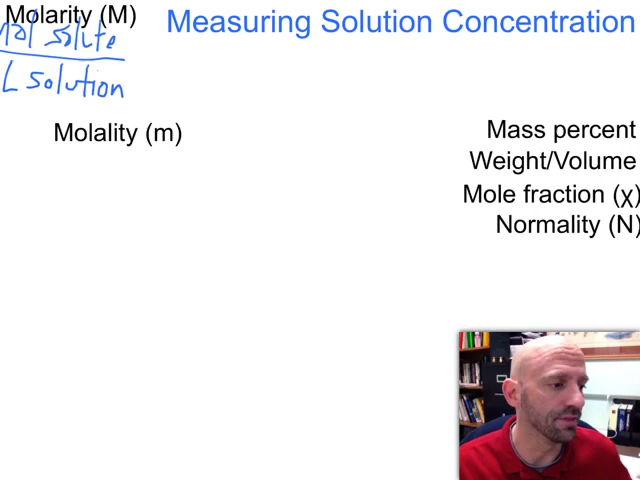 Molarity (M)
Measuring Solution Concentration
mol solute
L solution
Molality (m)
Mass percent
Weight/Volume
Mole fraction (χ)
Normality (N)